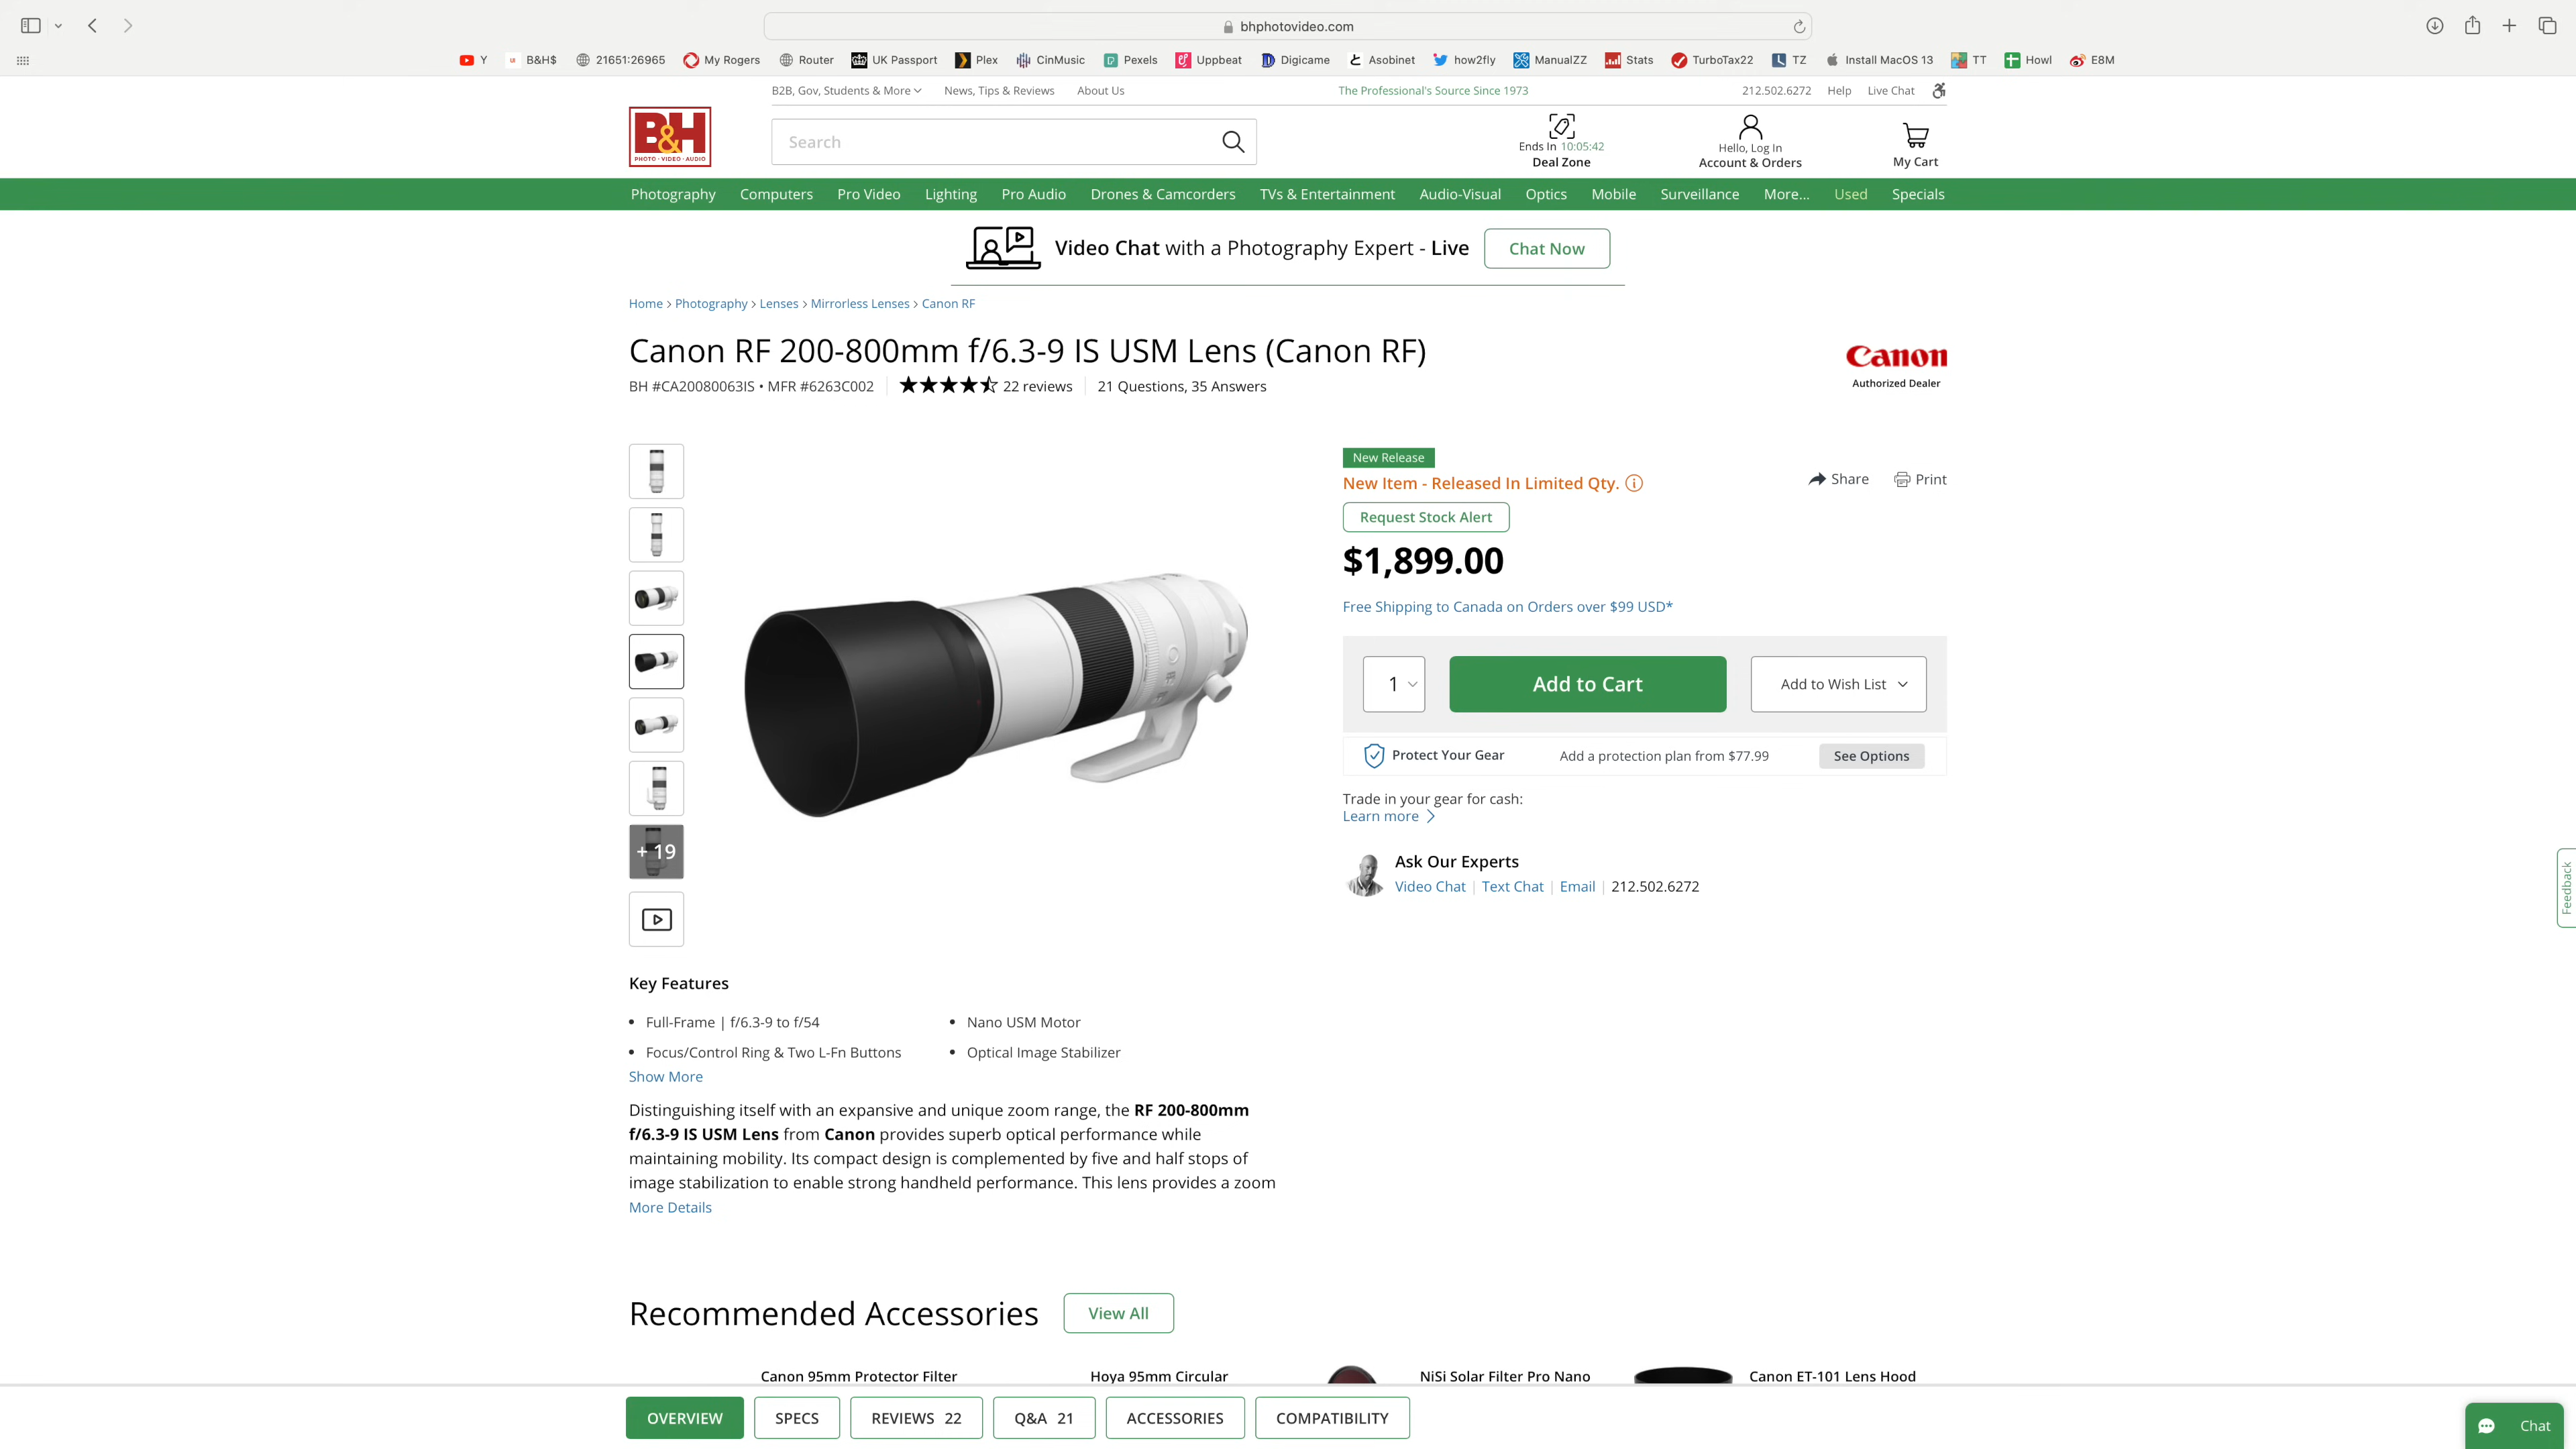 bhphotovideo.com
Y B&H$ 21651:26965 My Rogers Router UK Passport Plex CinMusic Pexels Uppbeat Digicame Asobinet how2fly ManualZZ Stats TurboTax22 TZ Install MacOS 13 TT Howl E8M
B2B, Gov, Students & More News, Tips & Reviews About Us The Professional's Source Since 1973 212.502.6272 Help Live Chat
B&H
PHOTO · VIDEO · AUDIO
Search
Ends In 10:05:42
Deal Zone
Hello, Log In
Account & Orders
My Cart
Photography Computers Pro Video Lighting Pro Audio Drones & Camcorders TVs & Entertainment Audio-Visual Optics Mobile Surveillance More... Used Specials
Video Chat with a Photography Expert - Live Chat Now
Home > Photography > Lenses > Mirrorless Lenses > Canon RF
Canon RF 200-800mm f/6.3-9 IS USM Lens (Canon RF)
BH #CA20080063IS • MFR #6263C002 22 reviews 21 Questions, 35 Answers
Canon
Authorized Dealer
New Release
New Item - Released In Limited Qty.
Share Print
Request Stock Alert
$1,899.00
Free Shipping to Canada on Orders over $99 USD*
1 Add to Cart Add to Wish List
Protect Your Gear Add a protection plan from $77.99 See Options
Trade in your gear for cash:
Learn more
Ask Our Experts
Video Chat | Text Chat | Email | 212.502.6272
+ 19
Feedback
Key Features
• Full-Frame | f/6.3-9 to f/54
• Nano USM Motor
• Focus/Control Ring & Two L-Fn Buttons
• Optical Image Stabilizer
Show More
Distinguishing itself with an expansive and unique zoom range, the RF 200-800mm
f/6.3-9 IS USM Lens from Canon provides superb optical performance while
maintaining mobility. Its compact design is complemented by five and half stops of
image stabilization to enable strong handheld performance. This lens provides a zoom
More Details
Recommended Accessories View All
Canon 95mm Protector Filter Hoya 95mm Circular NiSi Solar Filter Pro Nano Canon ET-101 Lens Hood
OVERVIEW SPECS REVIEWS 22 Q&A 21 ACCESSORIES COMPATIBILITY
Chat